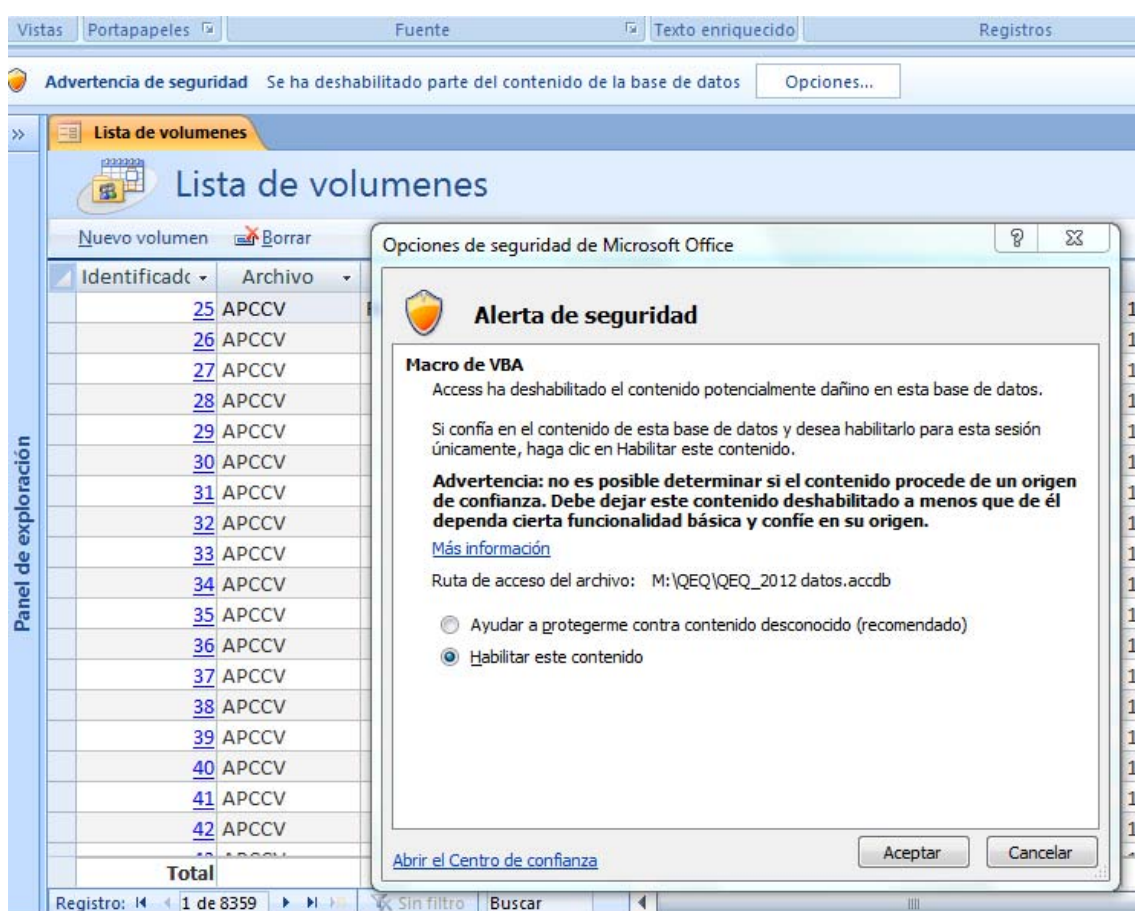 Vistas Portapapeles Fuente Texto enriquecido Registros
Advertencia de seguridad Se ha deshabilitado parte del contenido de la base de datos Opciones...
»
Lista de volumenes
Lista de volumenes
Nuevo volumen Borrar
Identificadc Archivo
25 APCCV
26 APCCV
27 APCCV
28 APCCV
29 APCCV
30 APCCV
31 APCCV
32 APCCV
33 APCCV
34 APCCV
35 APCCV
36 APCCV
37 APCCV
38 APCCV
39 APCCV
40 APCCV
41 APCCV
42 APCCV
Total
Registro: 1 de 8359 Sin filtro Buscar
Panel de exploración
Opciones de seguridad de Microsoft Office
Alerta de seguridad
Macro de VBA
Access ha deshabilitado el contenido potencialmente dañino en esta base de datos.
Si confía en el contenido de esta base de datos y desea habilitarlo para esta sesión
únicamente, haga clic en Habilitar este contenido.
Advertencia: no es posible determinar si el contenido procede de un origen
de confianza. Debe dejar este contenido deshabilitado a menos que de él
dependa cierta funcionalidad básica y confíe en su origen.
Más información
Ruta de acceso del archivo: M:\QEQ\QEQ_2012 datos.accdb
Ayudar a protegerme contra contenido desconocido (recomendado)
Habilitar este contenido
Abrir el Centro de confianza Aceptar Cancelar